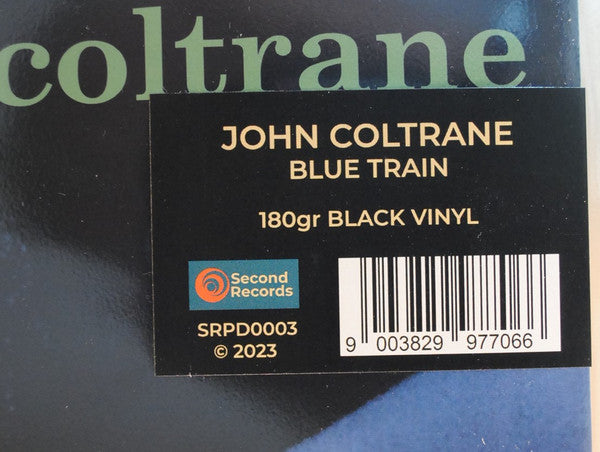 coltrane
JOHN COLTRANE
BLUE TRAIN
180gr BLACK VINYL
Second
Records
SRPD0003
© 2023
9 003829 977066